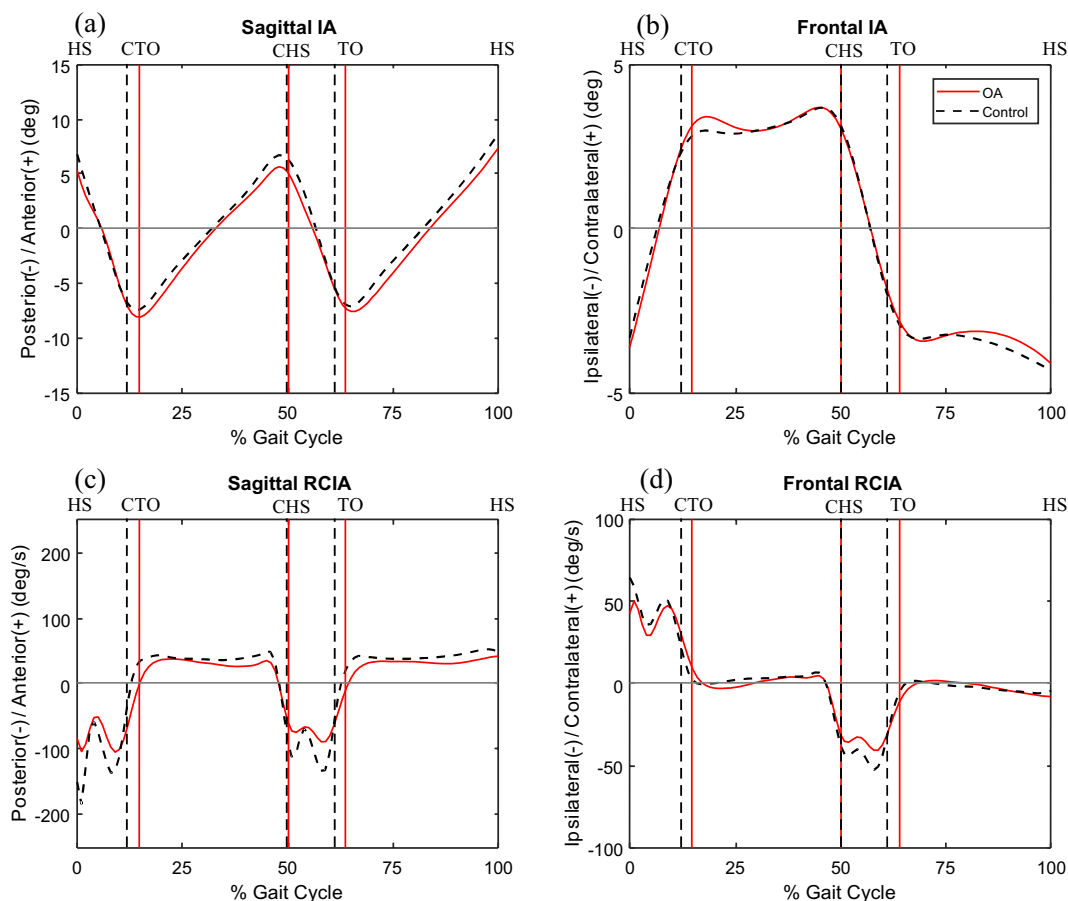 (a)
Sagittal IA
HS CTO CHS TO HS
15
10
5
0
-5
-10
-15
Posterior(-) / Anterior(+) (deg)
0 25 50 75 100
% Gait Cycle
(b)
Frontal IA
HS CTO CHS TO HS
5
0
-5
Ipsilateral(-)/ Contralateral(+) (deg)
OA
Control
0 25 50 75 100
% Gait Cycle
(c)
Sagittal RCIA
HS CTO CHS TO HS
200
100
0
-100
-200
Posterior(-) / Anterior(+) (deg/s)
0 25 50 75 100
% Gait Cycle
(d)
Frontal RCIA
HS CTO CHS TO HS
100
50
0
-50
-100
Ipsilateral(-) / Contralateral(+) (deg/s)
0 25 50 75 100
% Gait Cycle